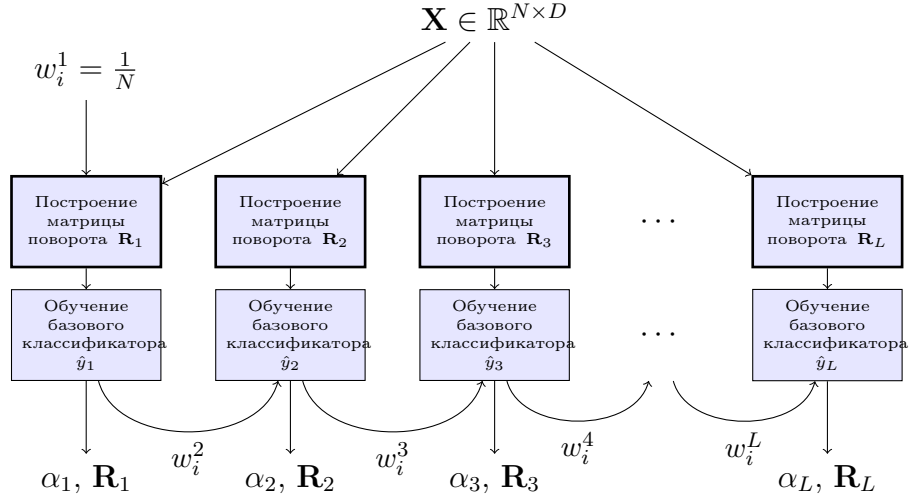 𝐗 ∈ ℝ^{N×D}
w_i^1 = \frac{1}{N}
Построение
матрицы
поворота 𝐑_1
Построение
матрицы
поворота 𝐑_2
Построение
матрицы
поворота 𝐑_3
...
Построение
матрицы
поворота 𝐑_L
Обучение
базового
классификатора
ŷ_1
Обучение
базового
классификатора
ŷ_2
Обучение
базового
классификатора
ŷ_3
...
Обучение
базового
классификатора
ŷ_L
w_i^2
w_i^3
w_i^4
w_i^L
α_1, 𝐑_1
α_2, 𝐑_2
α_3, 𝐑_3
α_L, 𝐑_L